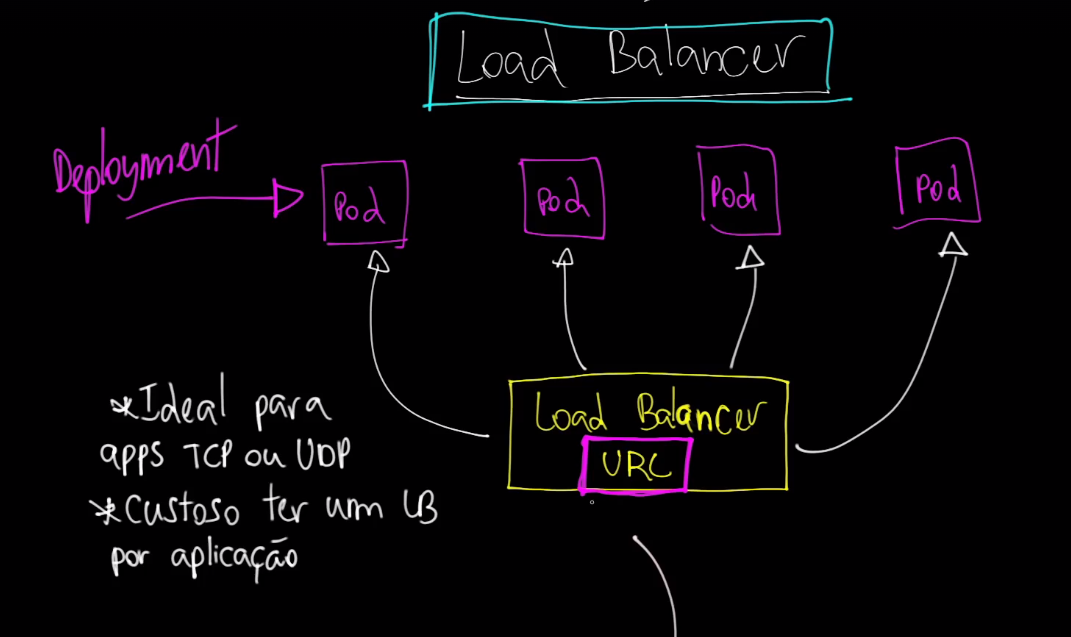 Load Balancer
Deployment
Pod
Pod
Pod
Pod
Load Balancer
URC
*Ideal para
apps TCP ou UDP
*Custoso ter um LB
por aplicação